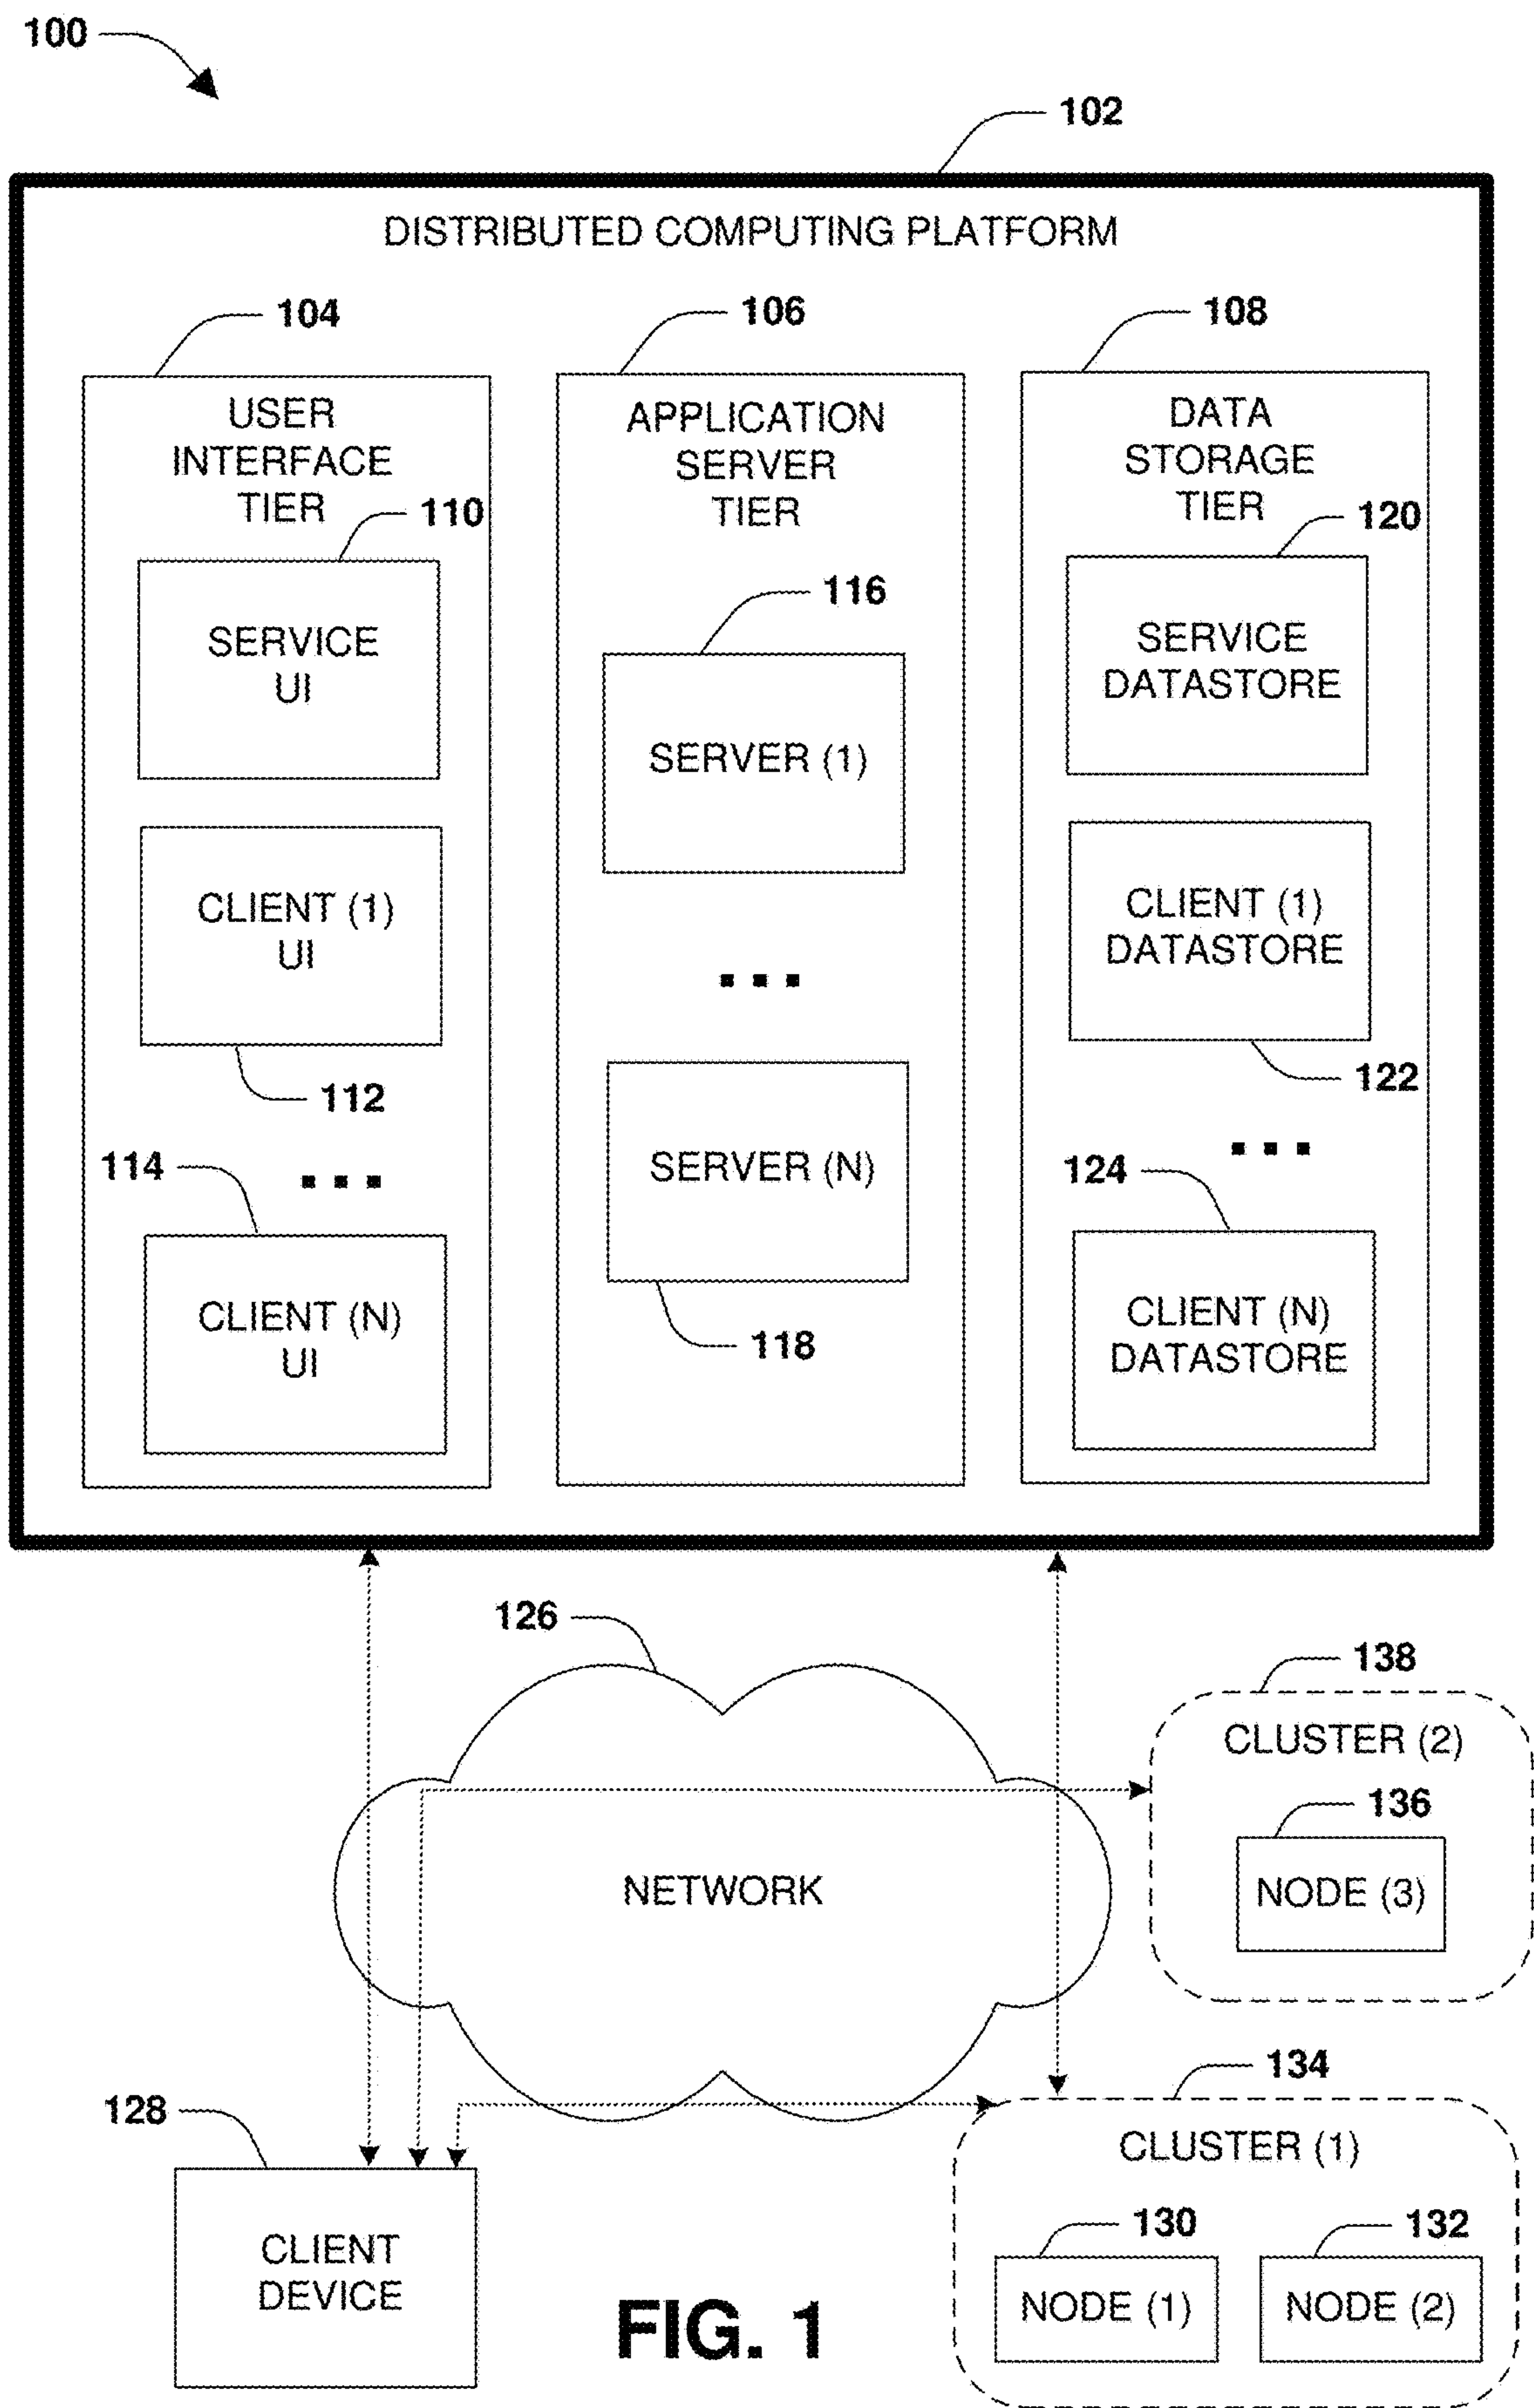 100
102
DISTRIBUTED COMPUTING PLATFORM
104
USER
INTERFACE
TIER
110
SERVICE
UI
CLIENT (1)
UI
112
114
CLIENT (N)
UI
106
APPLICATION
SERVER
TIER
116
SERVER (1)
SERVER (N)
118
108
DATA
STORAGE
TIER
120
SERVICE
DATASTORE
CLIENT (1)
DATASTORE
122
124
CLIENT (N)
DATASTORE
126
NETWORK
138
CLUSTER (2)
136
NODE (3)
134
CLUSTER (1)
130
NODE (1)
132
NODE (2)
128
CLIENT
DEVICE
FIG. 1